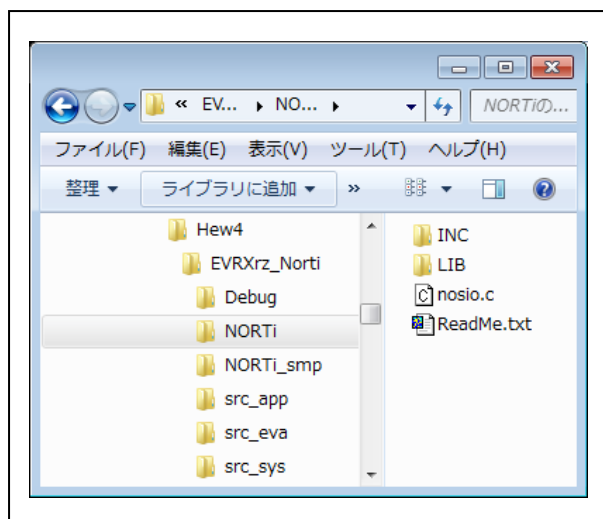 « EV... ▸ NO... ▸ NORTiの...
ファイル(F) 編集(E) 表示(V) ツール(T) ヘルプ(H)
整理 ▼ ライブラリに追加 ▼ »
Hew4
EVRXrz_Norti
Debug
NORTi
NORTi_smp
src_app
src_eva
src_sys
INC
LIB
nosio.c
ReadMe.txt